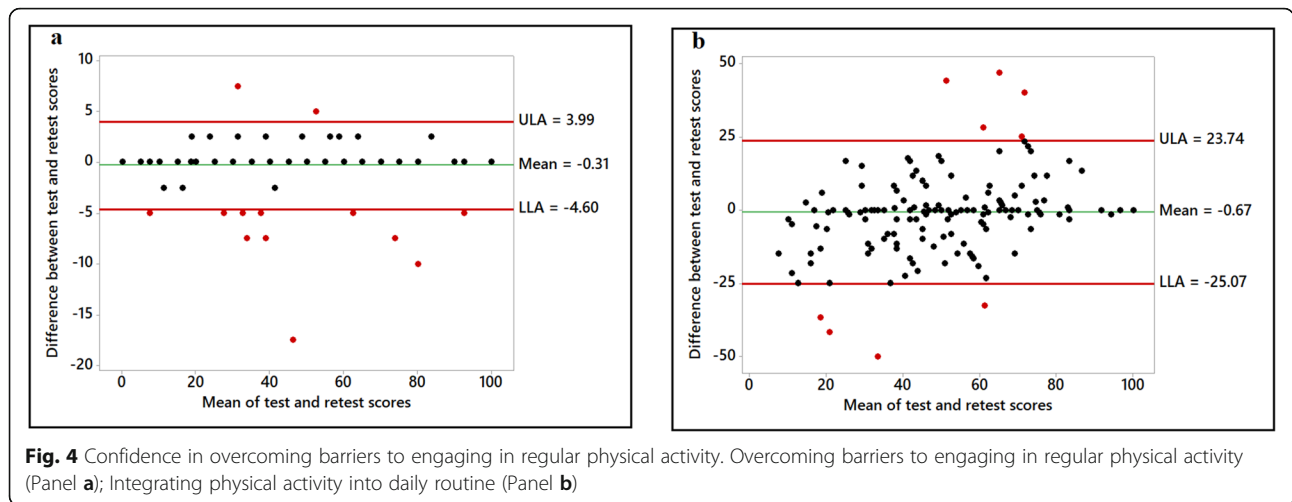 a
10
5
0
-5
-10
-15
-20
Difference between test and retest scores
ULA = 3.99
Mean = -0.31
LLA = -4.60
0 20 40 60 80 100
Mean of test and retest scores
b
50
25
0
-25
-50
Difference between test and retest scores
ULA = 23.74
Mean = -0.67
LLA = -25.07
0 20 40 60 80 100
Mean of test and retest scores
Fig. 4 Confidence in overcoming barriers to engaging in regular physical activity. Overcoming barriers to engaging in regular physical activity
(Panel a); Integrating physical activity into daily routine (Panel b)